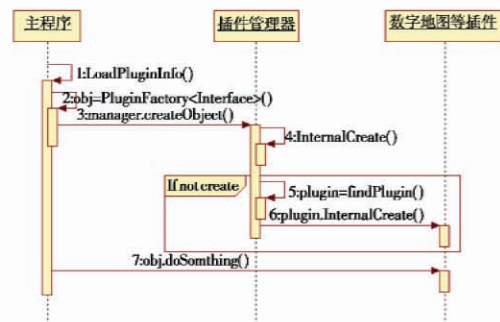 主程序
插件管理器
数字地图等插件
1:LoadPluginInfo()
2:obj=PluginFactory<Interface>()
3:manager.createObject()
4:InternalCreate()
If not create
5:plugin=findPlugin()
6:plugin.InternalCreate()
7:obj.doSomthing()